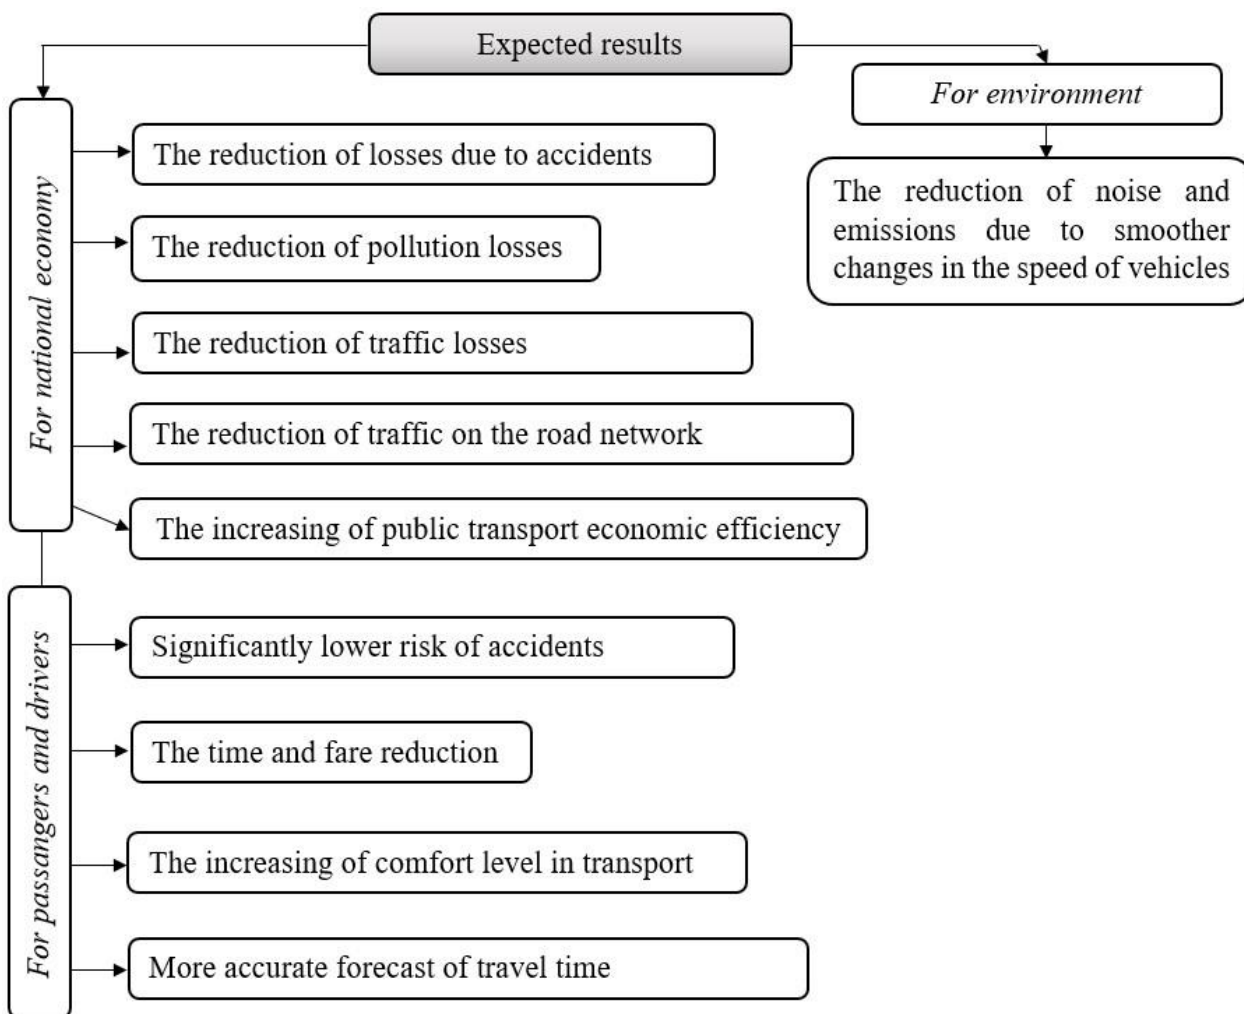 Expected results
For environment
The reduction of noise and
emissions due to smoother
changes in the speed of vehicles
For national economy
The reduction of losses due to accidents
The reduction of pollution losses
The reduction of traffic losses
The reduction of traffic on the road network
The increasing of public transport economic efficiency
For passangers and drivers
Significantly lower risk of accidents
The time and fare reduction
The increasing of comfort level in transport
More accurate forecast of travel time